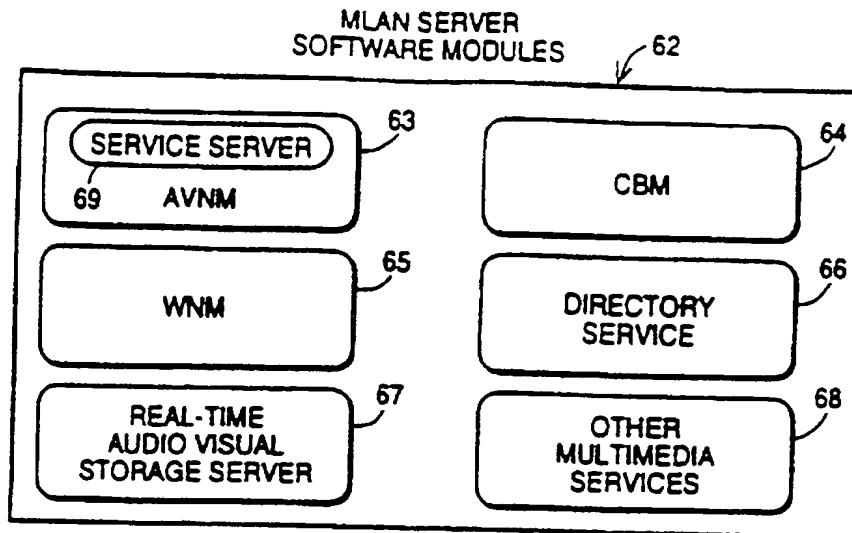 MLAN SERVER
SOFTWARE MODULES
62
SERVICE SERVER
63
69
AVNM
CBM
64
WNM
65
DIRECTORY
SERVICE
66
REAL-TIME
AUDIO VISUAL
STORAGE SERVER
67
OTHER
MULTIMEDIA
SERVICES
68